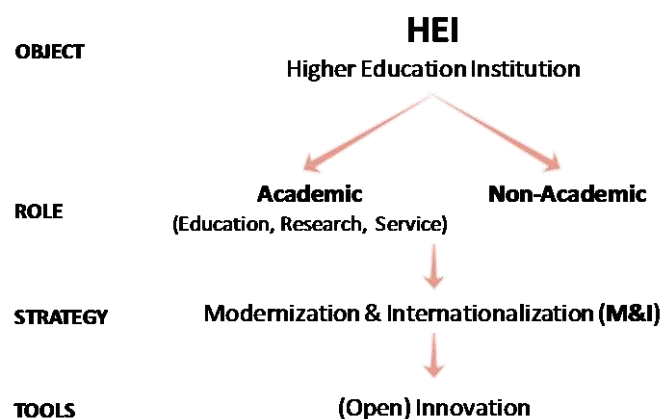 HEI
OBJECT
Higher Education Institution
Academic
Non-Academic
ROLE
(Education, Research, Service)
STRATEGY
Modernization & Internationalization (M&I)
TOOLS
(Open) Innovation